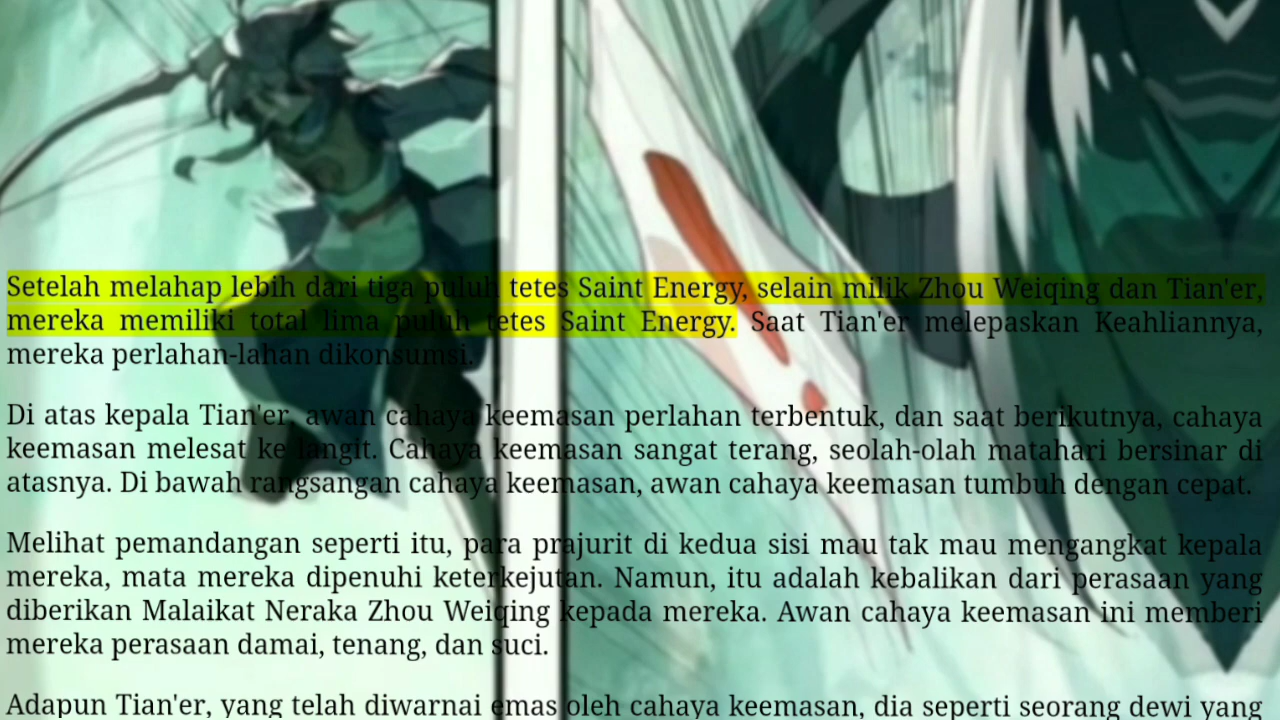 Setelah melahap lebih dari tiga puluh tetes Saint Energy, selain milik Zhou Weiqing dan Tian'er,
mereka memiliki total lima puluh tetes Saint Energy. Saat Tian'er melepaskan Keahliannya,
mereka perlahan-lahan dikonsumsi.
Di atas kepala Tian'er, awan cahaya keemasan perlahan terbentuk, dan saat berikutnya, cahaya
keemasan melesat ke langit. Cahaya keemasan sangat terang, seolah-olah matahari bersinar di
atasnya. Di bawah rangsangan cahaya keemasan, awan cahaya keemasan tumbuh dengan cepat.
Melihat pemandangan seperti itu, para prajurit di kedua sisi mau tak mau mengangkat kepala
mereka, mata mereka dipenuhi keterkejutan. Namun, itu adalah kebalikan dari perasaan yang
diberikan Malaikat Neraka Zhou Weiqing kepada mereka. Awan cahaya keemasan ini memberi
mereka perasaan damai, tenang, dan suci.
Adapun Tian'er, yang telah diwarnai emas oleh cahaya keemasan, dia seperti seorang dewi yang